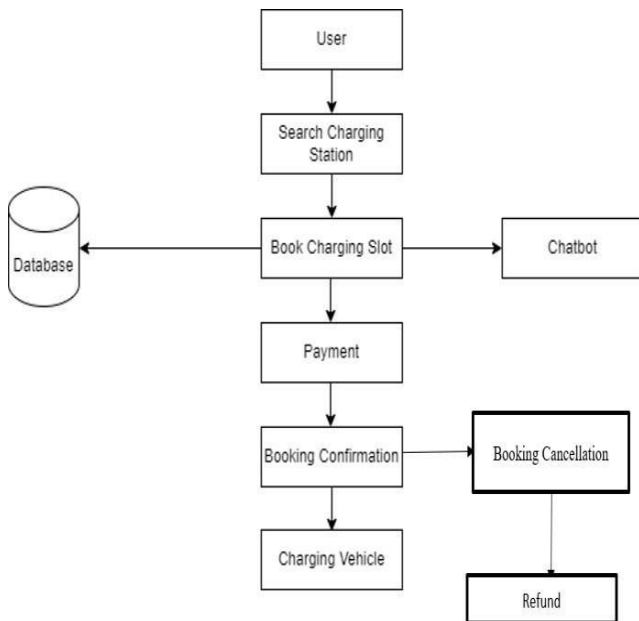 User
Search Charging
Station
Database
Book Charging Slot
Chatbot
Payment
Booking Confirmation
Booking Cancellation
Charging Vehicle
Refund